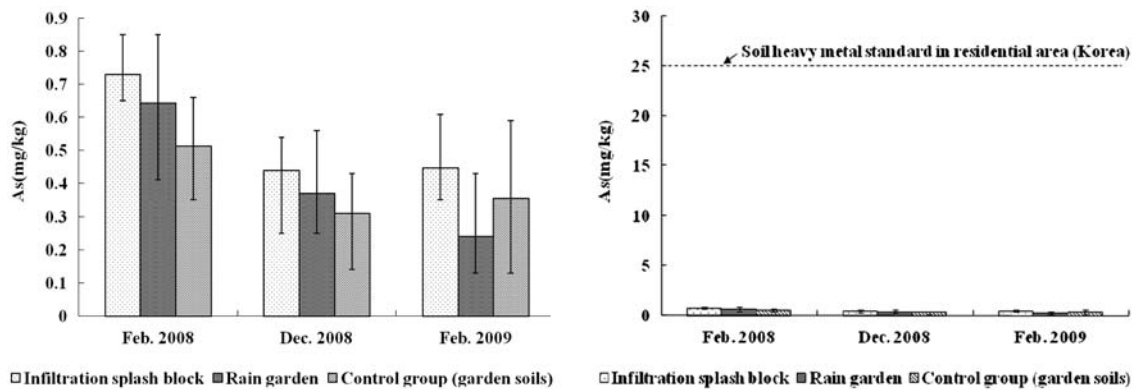 0.9
0.8
0.7
0.6
0.5
0.4
0.3
0.2
0.1
0
As(mg/kg)
Feb. 2008
Dec. 2008
Feb. 2009
Infiltration splash block
Rain garden
Control group (garden soils)
30
25
20
15
10
5
0
As(mg/kg)
Soil heavy metal standard in residential area (Korea)
Feb. 2008
Dec. 2008
Feb. 2009
Infiltration splash block
Rain garden
Control group (garden soils)